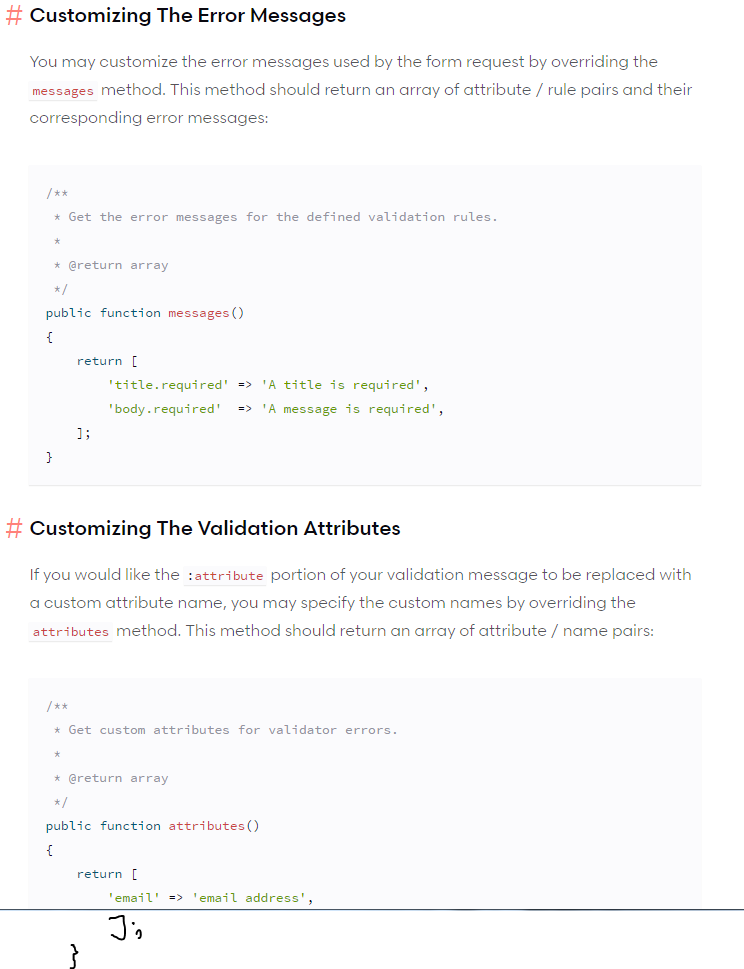 # Customizing The Error Messages
You may customize the error messages used by the form request by overriding the
messages method. This method should return an array of attribute / rule pairs and their
corresponding error messages:
/**
 * Get the error messages for the defined validation rules.
 *
 * @return array
 */
public function messages()
{
    return [
        'title.required' => 'A title is required',
        'body.required'  => 'A message is required',
    ];
}
# Customizing The Validation Attributes
If you would like the :attribute portion of your validation message to be replaced with
a custom attribute name, you may specify the custom names by overriding the
attributes method. This method should return an array of attribute / name pairs:
/**
 * Get custom attributes for validator errors.
 *
 * @return array
 */
public function attributes()
{
    return [
        'email' => 'email address',
    ];
}